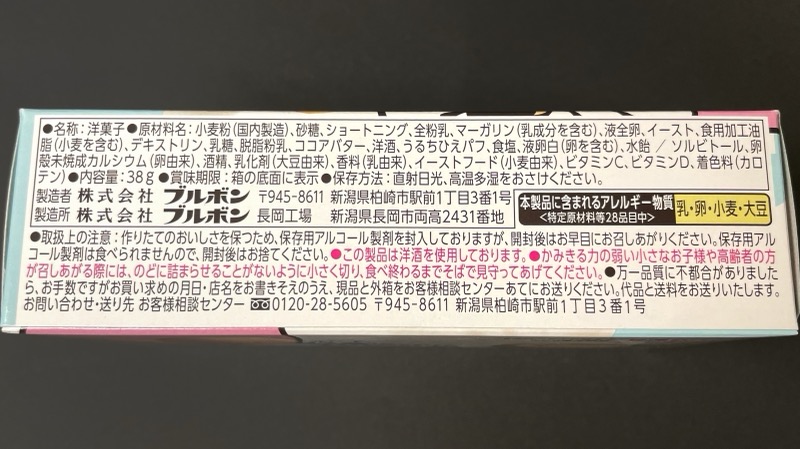 ●名称：洋菓子●原材料名：小麦粉（国内製造）、砂糖、ショートニング、全粉乳、マーガリン（乳成分を含む）、液全卵、イースト、食用加工油
脂（小麦を含む）、デキストリン、乳糖、脱脂粉乳、ココアバター、洋酒、うるちひえパフ、食塩、液卵白（卵を含む）、水飴 ／ ソルビトール、卵
殻未焼成カルシウム（卵由来）、酒精、乳化剤（大豆由来）、香料（乳由来）、イーストフード（小麦由来）、ビタミンC、ビタミンD、着色料（カロ
テン）●内容量：38g ●賞味期限：箱の底面に表示 ●保存方法：直射日光、高温多湿をおさけください。
製造者 株式会社 ブルボン 〒945-8611 新潟県柏崎市駅前1丁目3番1号
製造所 株式会社 ブルボン 長岡工場 新潟県長岡市両高2431番地
本製品に含まれるアレルギー物質
＜特定原材料等28品目中＞
乳・卵・小麦・大豆
●取扱上の注意：作りたてのおいしさを保つため、保存用アルコール製剤を封入しておりますが、開封後はお早目にお召しあがりください。保存用アル
コール製剤は食べられませんので、開封後はお捨てください。●この製品は洋酒を使用しております。●かみきる力の弱い小さなお子様や高齢者の方
が召しあがる際には、のどに詰まらせることがないように小さく切り、食べ終わるまでそばで見守ってあげてください。●万一品質に不都合がありました
ら、お手数ですがお買い求めの月日・店名をお書きそえのうえ、現品と外箱をお客様相談センターあてにお送りください。代品と送料をお送りいたします。
お問い合わせ・送り先 お客様相談センター 0120-28-5605 〒945-8611 新潟県柏崎市駅前1丁目3番1号